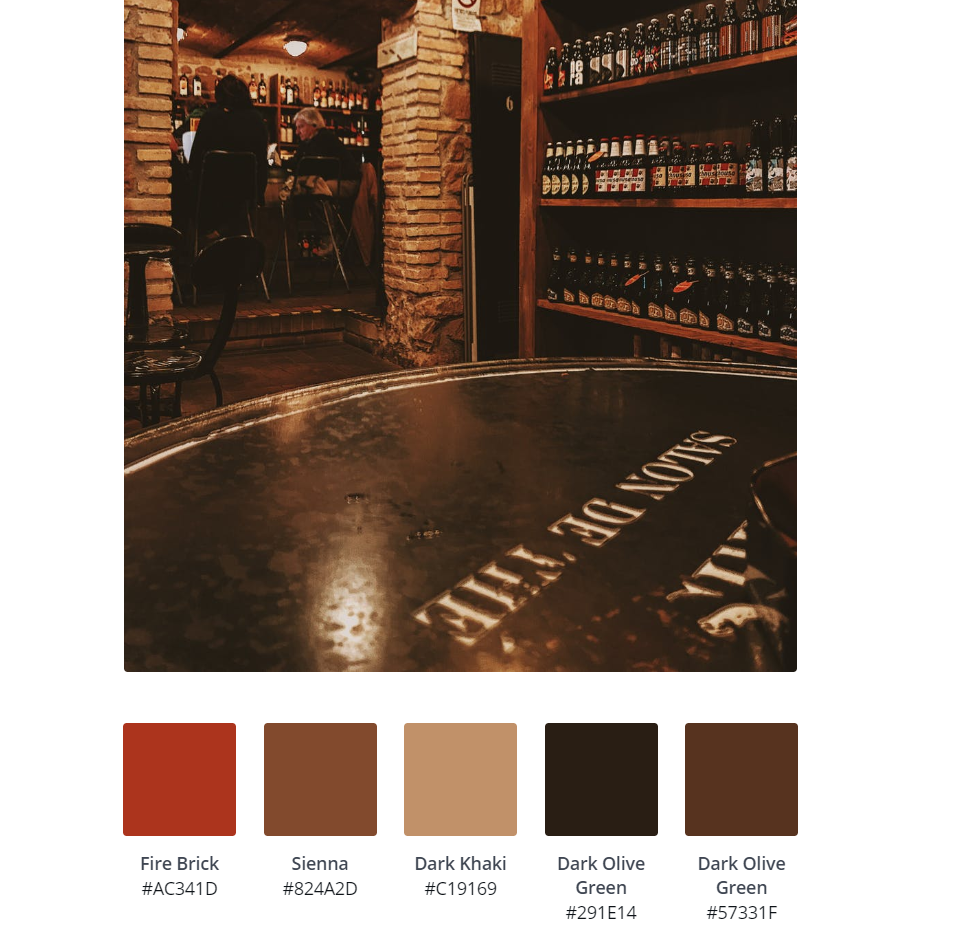 6
SALON DE THE
Fire Brick
#AC341D
Sienna
#824A2D
Dark Khaki
#C19169
Dark Olive
Green
#291E14
Dark Olive
Green
#57331F